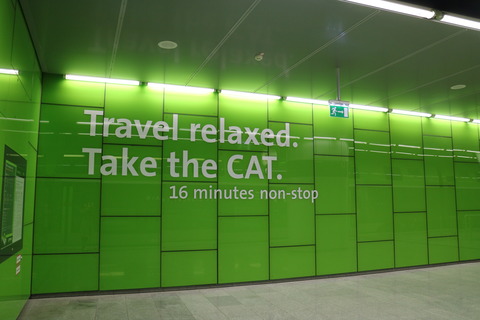 Travel relaxed.
Take the CAT.
16 minutes non-stop